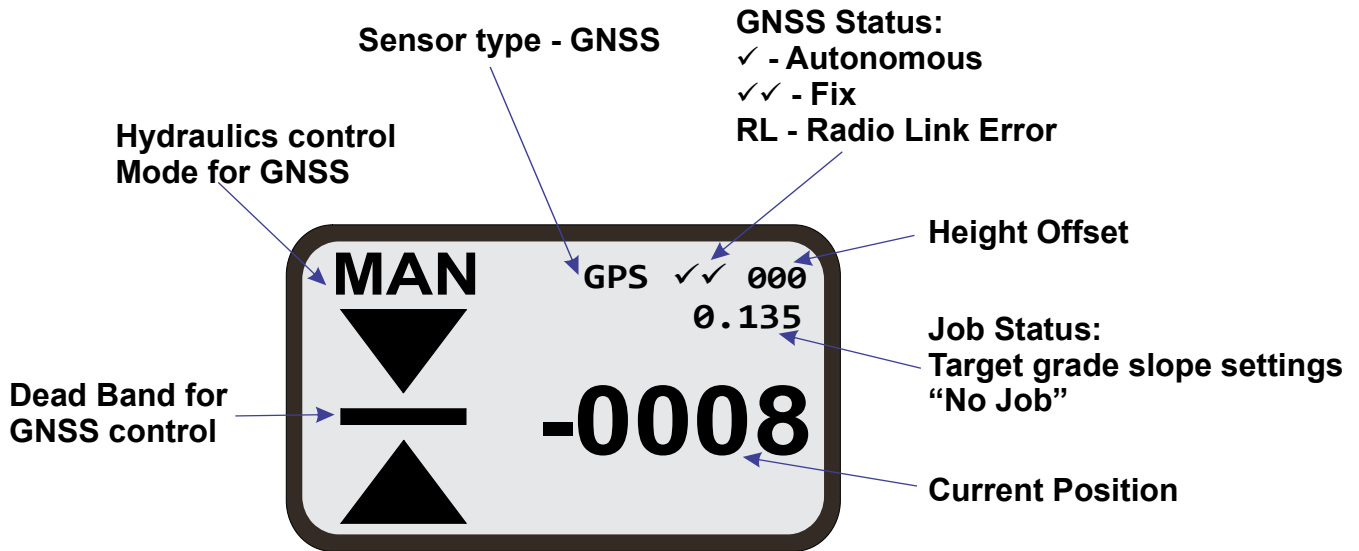 Sensor type - GNSS
GNSS Status:
✓ - Autonomous
✓✓ - Fix
RL - Radio Link Error
Hydraulics control
Mode for GNSS
Height Offset
Job Status:
Target grade slope settings
“No Job”
Dead Band for
GNSS control
Current Position
MAN
GPS ✓✓ 000
0.135
-0008